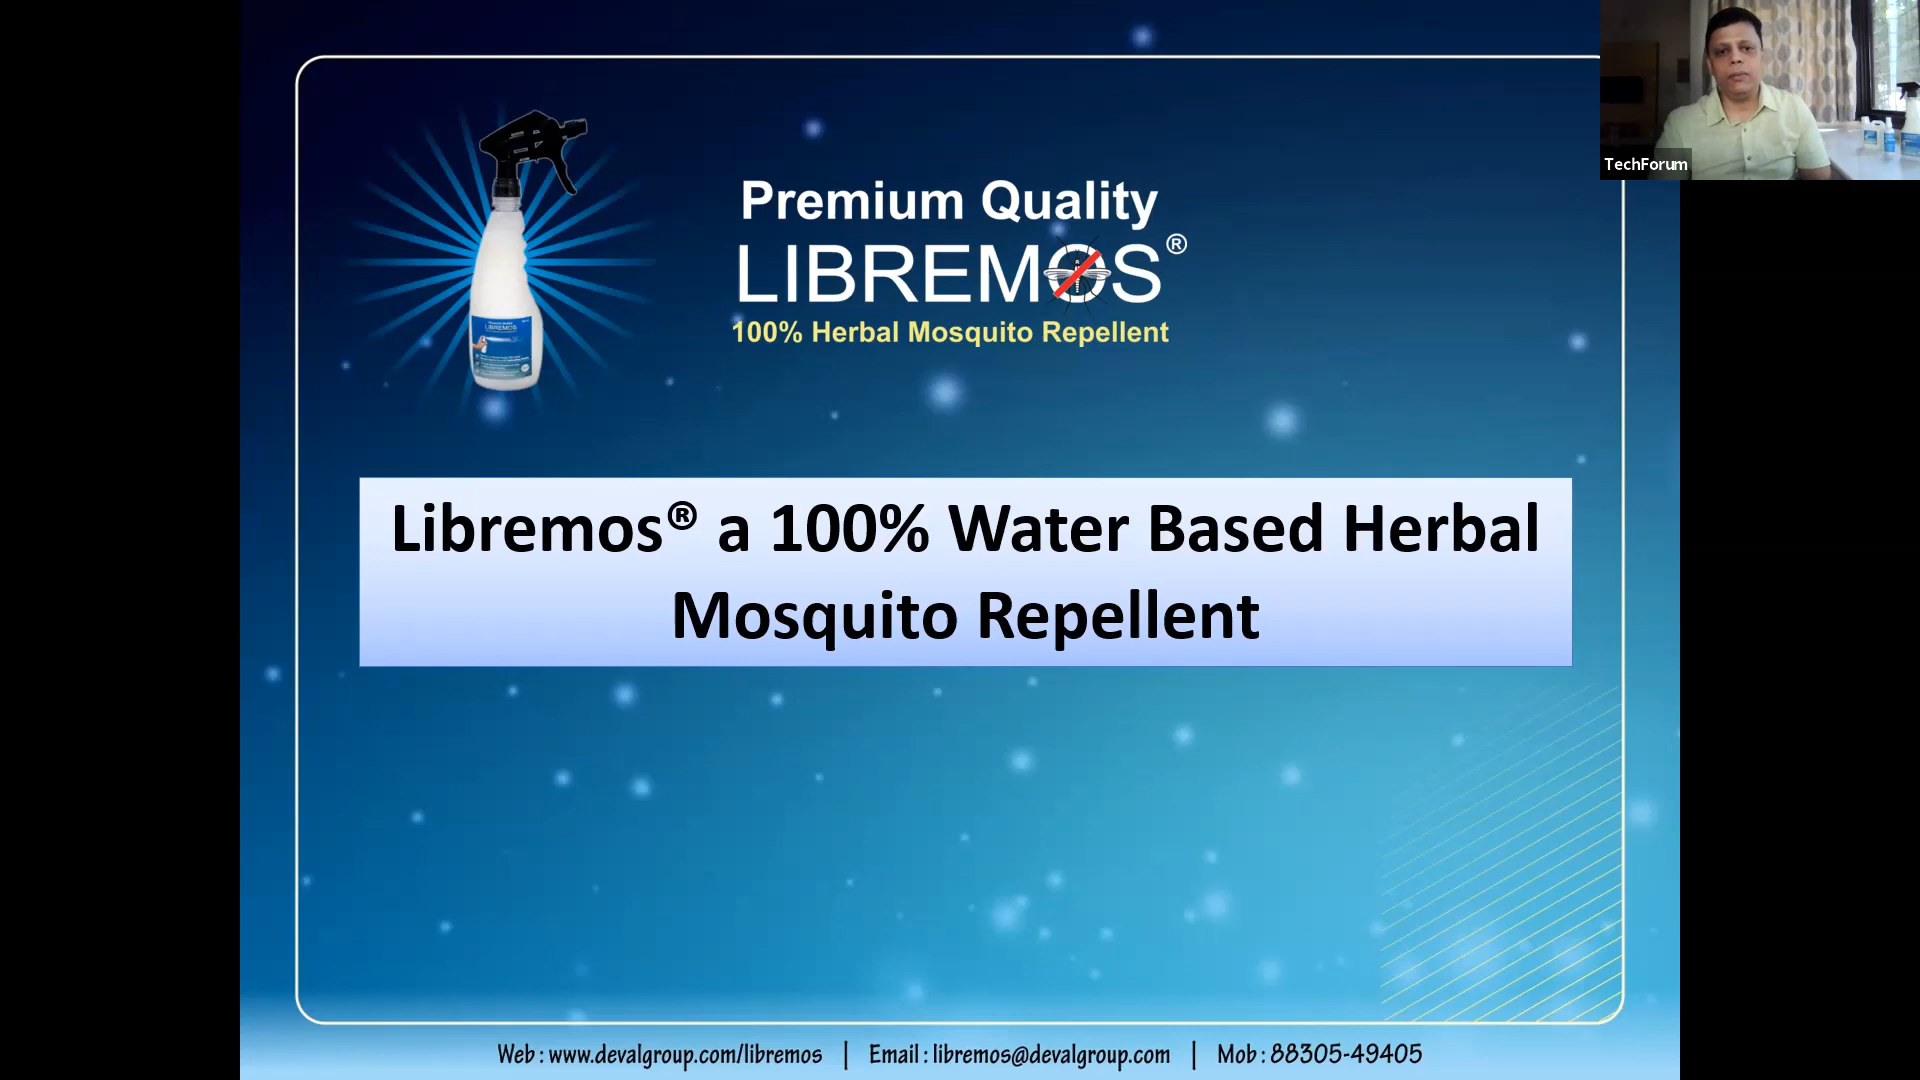 TechForum
Premium Quality
LIBREMOS®
100% Herbal Mosquito Repellent
LIBREMOS
Libremos® a 100% Water Based Herbal
Mosquito Repellent
Web : www.devalgroup.com/libremos | Email : libremos@devalgroup.com | Mob : 88305-49405